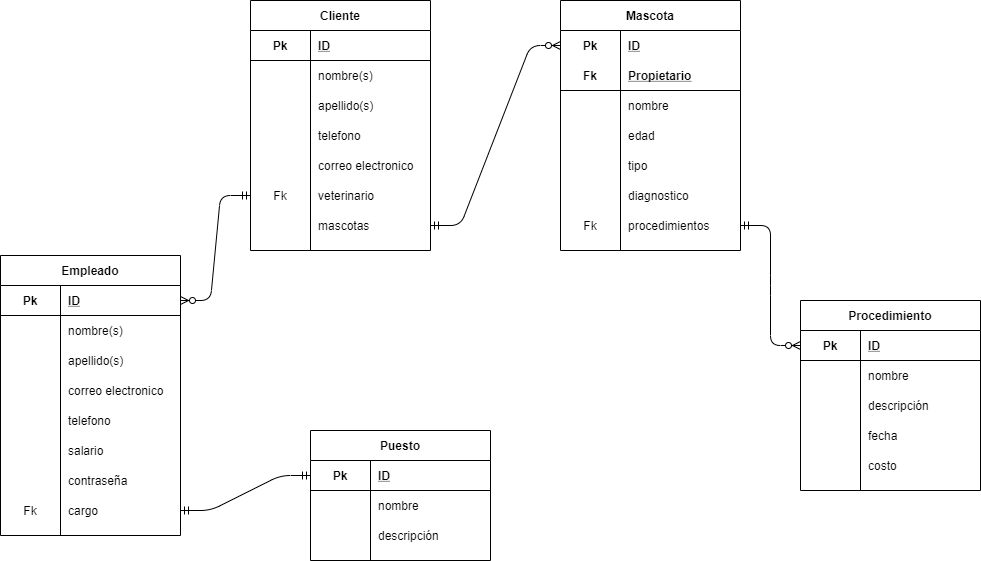 Cliente
Pk ID
nombre(s)
apellido(s)
telefono
correo electronico
Fk veterinario
mascotas
Mascota
Pk ID
Fk Propietario
nombre
edad
tipo
diagnostico
Fk procedimientos
Empleado
Pk ID
nombre(s)
apellido(s)
correo electronico
telefono
salario
contraseña
Fk cargo
Puesto
Pk ID
nombre
descripción
Procedimiento
Pk ID
nombre
descripción
fecha
costo